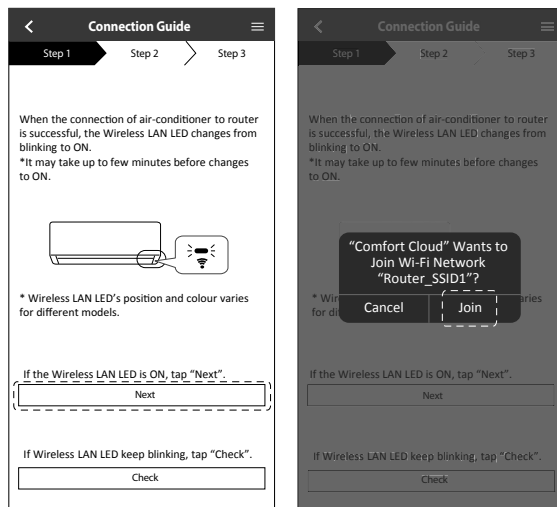 Connection Guide
Step 1
Step 2
Step 3
When the connection of air-conditioner to router
is successful, the Wireless LAN LED changes from
blinking to ON.
*It may take up to few minutes before changes
to ON.
* Wireless LAN LED's position and colour varies
for different models.
If the Wireless LAN LED is ON, tap “Next”.
Next
If Wireless LAN LED keep blinking, tap “Check”.
Check
Connection Guide
Step 1
Step 2
Step 3
When the connection of air-conditioner to router
is successful, the Wireless LAN LED changes from
blinking to ON.
*It may take up to few minutes before changes
to ON.
“Comfort Cloud” Wants to
Join Wi-Fi Network
“Router_SSID1”?
Cancel
Join
If the Wireless LAN LED is ON, tap “Next”.
Next
If Wireless LAN LED keep blinking, tap “Check”.
Check